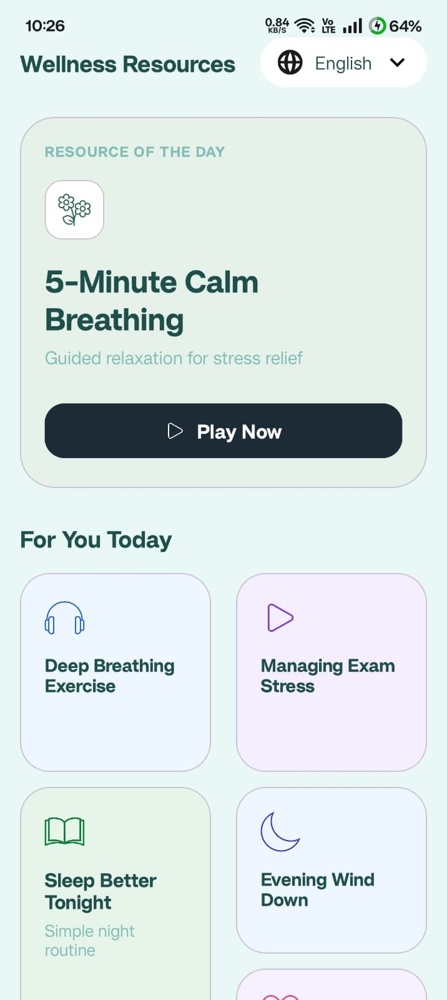 10:26
0.84
KB/S
Vo
LTE
64%
Wellness Resources
English
RESOURCE OF THE DAY
5-Minute Calm
Breathing
Guided relaxation for stress relief
Play Now
For You Today
Deep Breathing
Exercise
Managing Exam
Stress
Sleep Better
Tonight
Simple night
routine
Evening Wind
Down